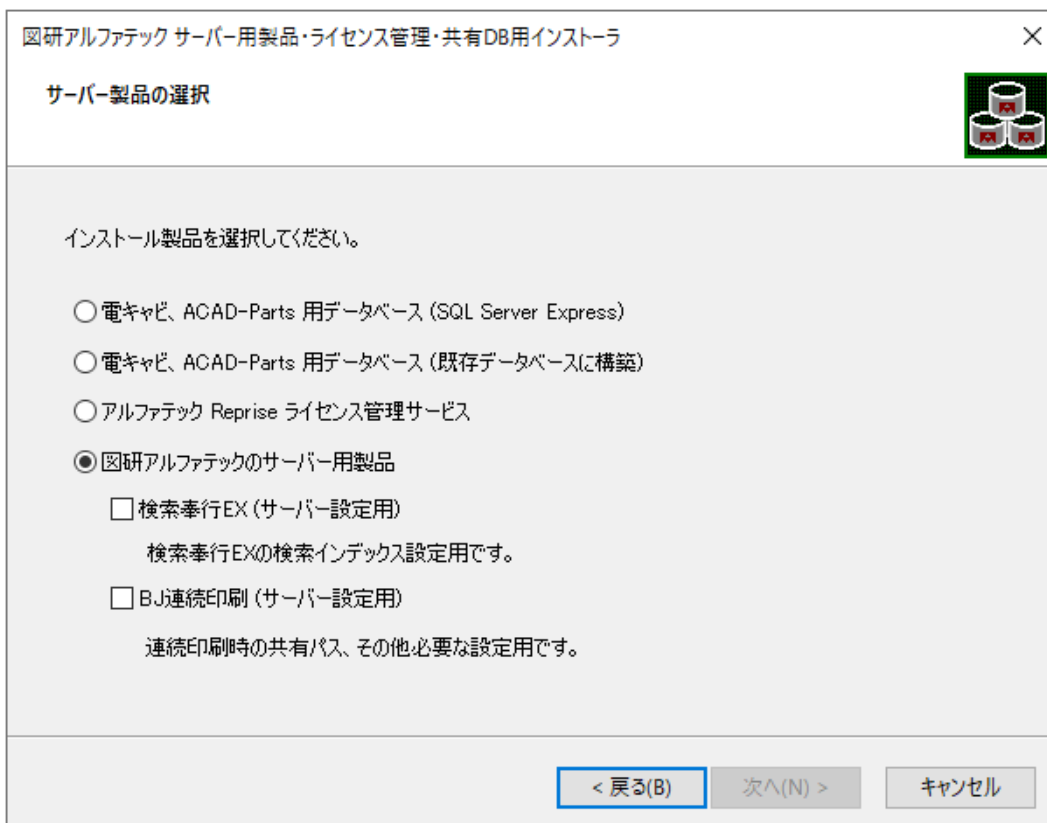 図研アルファテック サーバー用製品・ライセンス管理・共有DB用インストーラ
サーバー製品の選択
インストール製品を選択してください。
電キャビ、ACAD-Parts 用データベース (SQL Server Express)
電キャビ、ACAD-Parts 用データベース (既存データベースに構築)
アルファテック Reprise ライセンス管理サービス
図研アルファテックのサーバー用製品
検索奉行EX (サーバー設定用)
検索奉行EXの検索インデックス設定用です。
BJ連続印刷 (サーバー設定用)
連続印刷時の共有パス、その他必要な設定用です。
< 戻る(B) 次へ(N) > キャンセル